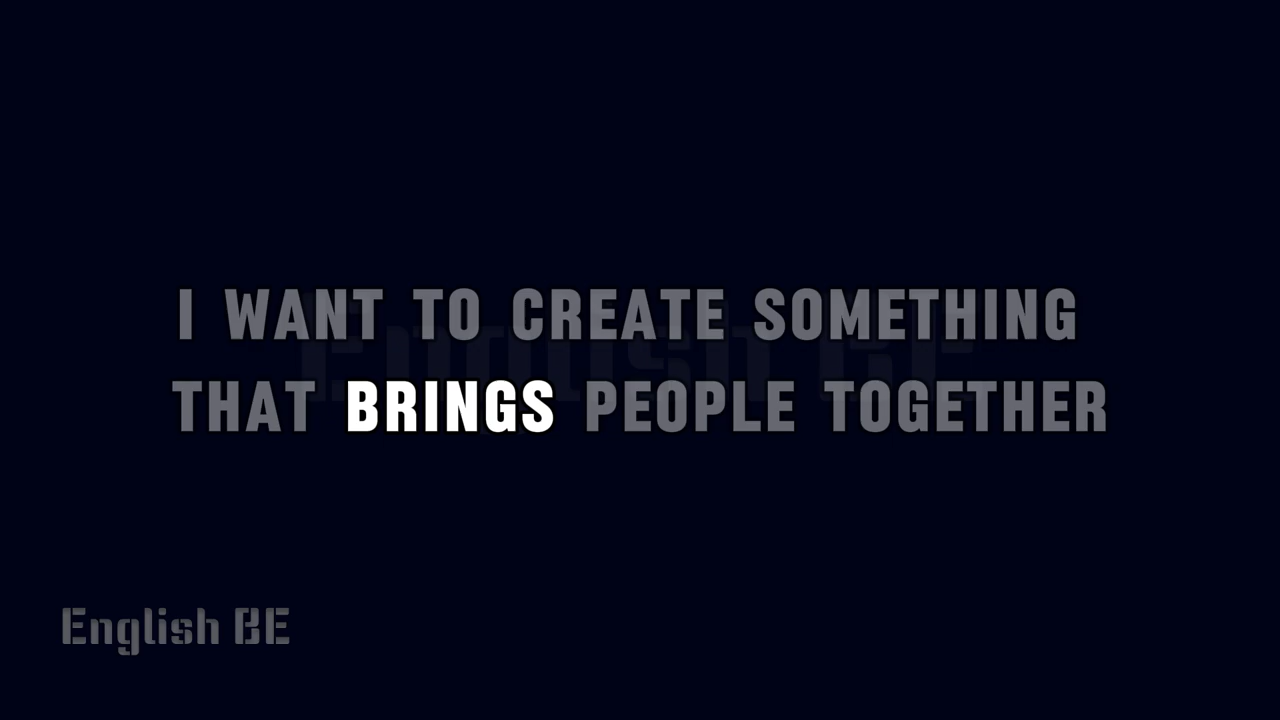 I WANT TO CREATE SOMETHING
THAT BRINGS PEOPLE TOGETHER
English BE